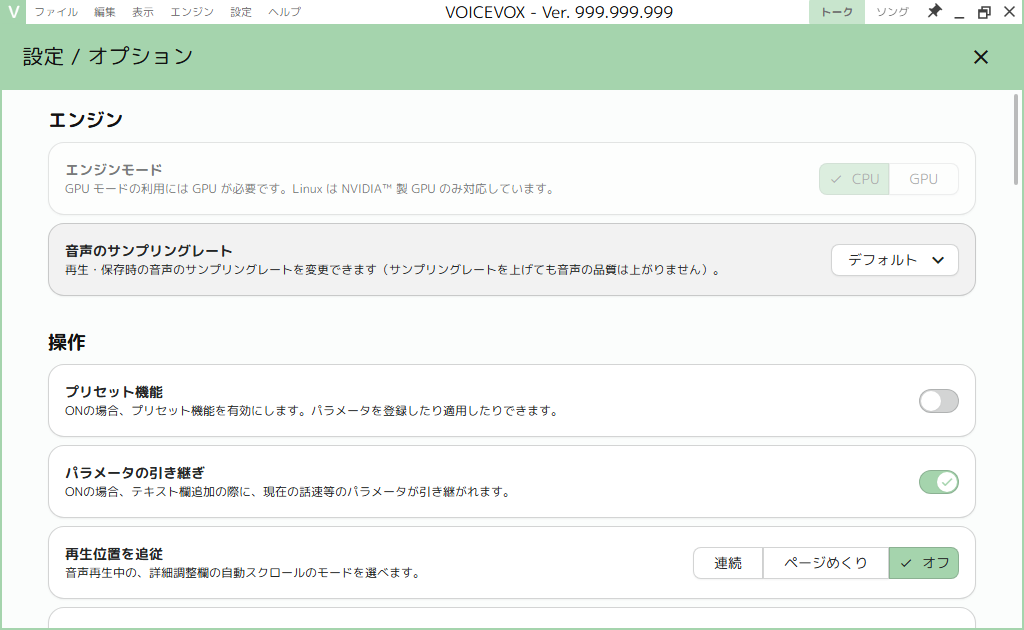 V ファイル 編集 表示 エンジン 設定 ヘルプ VOICEVOX - Ver. 999.999.999 トーク ソング
設定 / オプション
エンジン
エンジンモード
GPU モードの利用には GPU が必要です。Linux は NVIDIA™ 製 GPU のみ対応しています。
CPU GPU
音声のサンプリングレート
再生・保存時の音声のサンプリングレートを変更できます（サンプリングレートを上げても音声の品質は上がりません）。
デフォルト
操作
プリセット機能
ONの場合、プリセット機能を有効にします。パラメータを登録したり適用したりできます。
パラメータの引き継ぎ
ONの場合、テキスト欄追加の際に、現在の話速等のパラメータが引き継がれます。
再生位置を追従
音声再生中の、詳細調整欄の自動スクロールのモードを選べます。
連続 ページめくり オフ